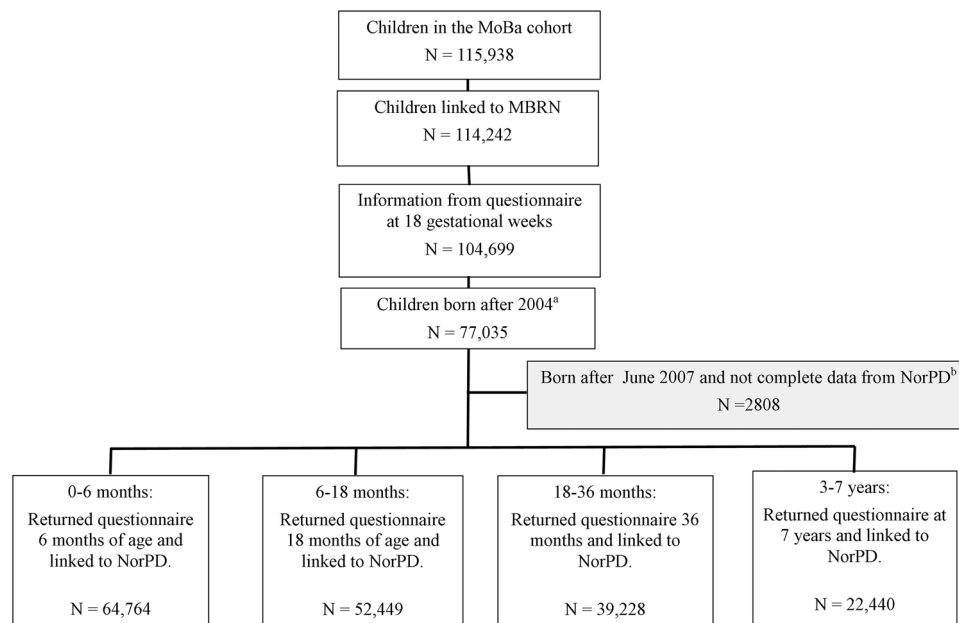 Children in the MoBa cohort
N = 115,938
Children linked to MBRN
N = 114,242
Information from questionnaire
at 18 gestational weeks
N = 104,699
Children born after 2004ᵃ
N = 77,035
Born after June 2007 and not complete data from NorPDᵇ
N =2808
0-6 months:
Returned questionnaire
6 months of age and
linked to NorPD.
N = 64,764
6-18 months:
Returned questionnaire
18 months of age and
linked to NorPD.
N = 52,449
18-36 months:
Returned questionnaire 36
months and linked to
NorPD.
N = 39,228
3-7 years:
Returned questionnaire at
7 years and linked to
NorPD.
N = 22,440